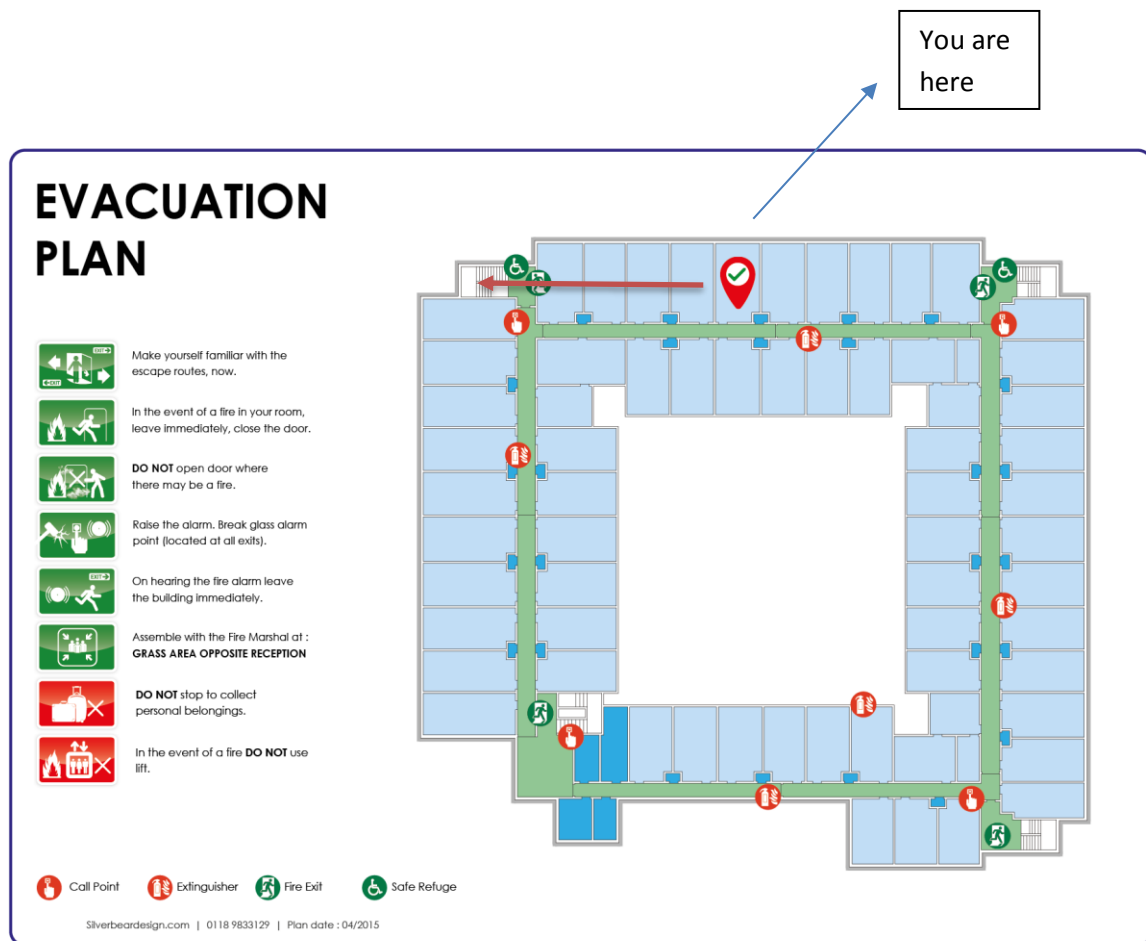 You are
here
EVACUATION
PLAN
EXIT
EXIT
Make yourself familiar with the
escape routes, now.
In the event of a fire in your room,
leave immediately, close the door.
DO NOT open door where
there may be a fire.
Raise the alarm. Break glass alarm
point (located at all exits).
EXIT
On hearing the fire alarm leave
the building immediately.
Assemble with the Fire Marshal at :
GRASS AREA OPPOSITE RECEPTION
DO NOT stop to collect
personal belongings.
In the event of a fire DO NOT use
lift.
Call Point
Extinguisher
Fire Exit
Safe Refuge
Silverbeardesign.com | 0118 9833129 | Plan date : 04/2015